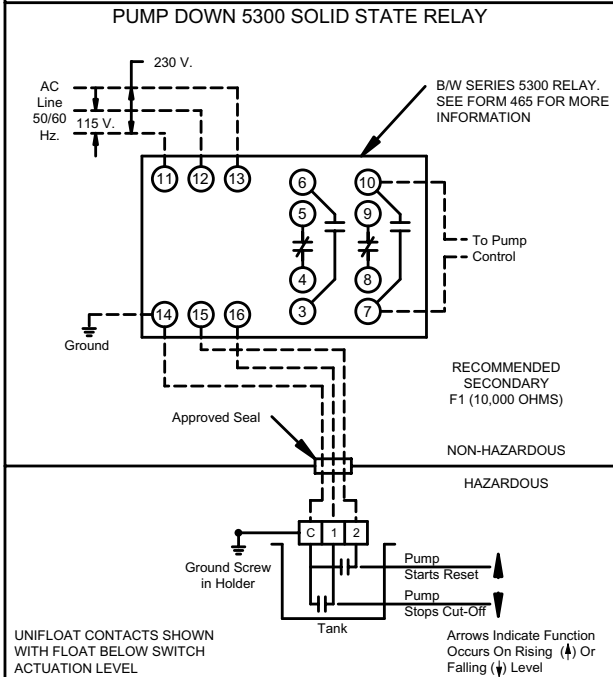 PUMP DOWN 5300 SOLID STATE RELAY
230 V.
AC
Line
50/60
Hz.
115 V.
B/W SERIES 5300 RELAY.
SEE FORM 465 FOR MORE
INFORMATION
11 12 13
6 10
5 9
4 8
3 7
To Pump
Control
14 15 16
Ground
RECOMMENDED
SECONDARY
F1 (10,000 OHMS)
Approved Seal
NON-HAZARDOUS
HAZARDOUS
C 1 2
Ground Screw
in Holder
Pump
Starts Reset
Pump
Stops Cut-Off
Tank
UNIFLOAT CONTACTS SHOWN
WITH FLOAT BELOW SWITCH
ACTUATION LEVEL
Arrows Indicate Function
Occurs On Rising (↑) Or
Falling (↓) Level